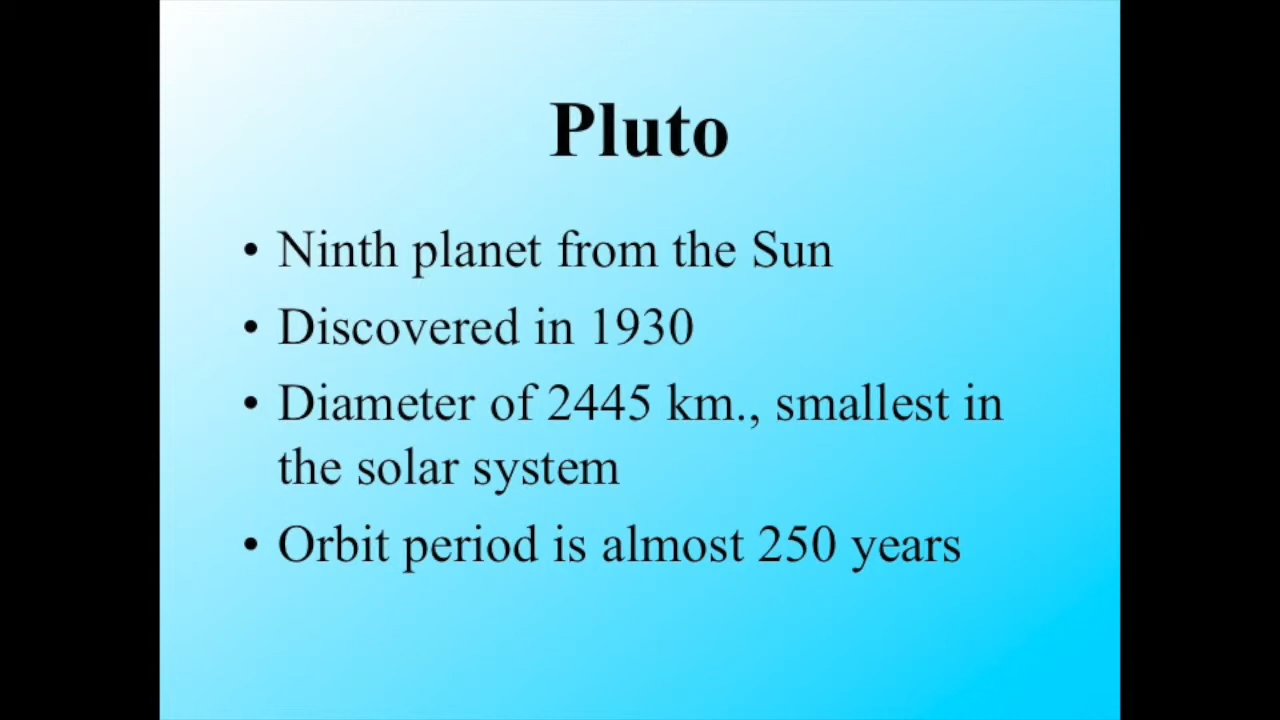 Pluto
• Ninth planet from the Sun
• Discovered in 1930
• Diameter of 2445 km., smallest in
the solar system
• Orbit period is almost 250 years